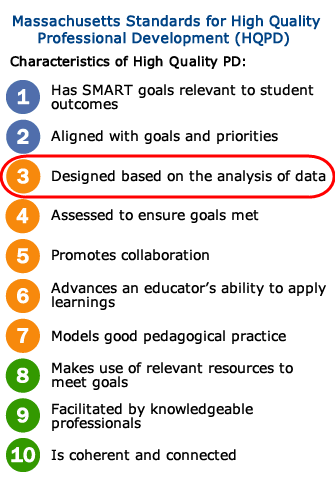 Massachusetts Standards for High Quality
Professional Development (HQPD)
Characteristics of High Quality PD:
1 Has SMART goals relevant to student
outcomes
2 Aligned with goals and priorities
3 Designed based on the analysis of data
4 Assessed to ensure goals met
5 Promotes collaboration
6 Advances an educator's ability to apply
learnings
7 Models good pedagogical practice
8 Makes use of relevant resources to
meet goals
9 Facilitated by knowledgeable
professionals
10 Is coherent and connected